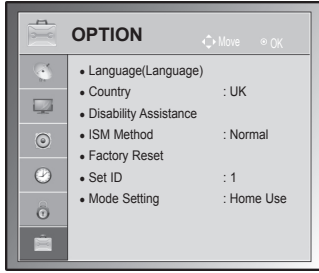 OPTION
Move OK
• Language(Language)
• Country : UK
• Disability Assistance
• ISM Method : Normal
• Factory Reset
• Set ID : 1
• Mode Setting : Home Use